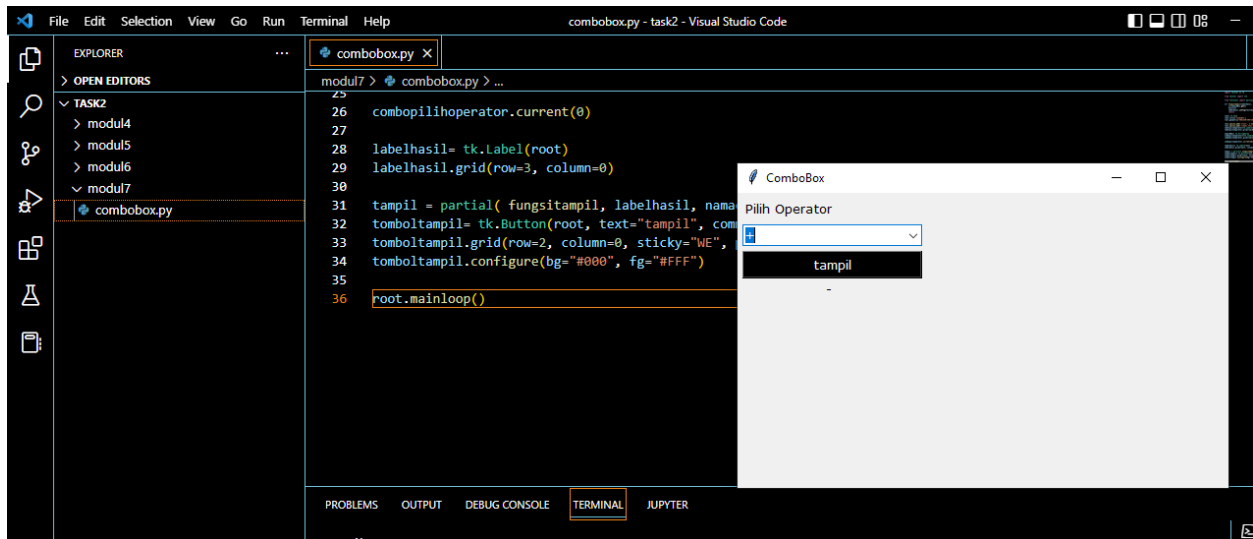 File Edit Selection View Go Run Terminal Help combobox.py - task2 - Visual Studio Code
EXPLORER ...
combobox.py
OPEN EDITORS
modul7 > combobox.py > ...
TASK2
modul4
modul5
modul6
modul7
combobox.py
25
26 combopilihoperator.current(0)
27
28 labelhasil= tk.Label(root)
29 labelhasil.grid(row=3, column=0)
30
31 tampil = partial( fungsitampil, labelhasil, nama
32 tomboltampil= tk.Button(root, text="tampil", com
33 tomboltampil.grid(row=2, column=0, sticky="WE",
34 tomboltampil.configure(bg="#000", fg="#FFF")
35
36 root.mainloop()
ComboBox
Pilih Operator
+
tampil
-
PROBLEMS OUTPUT DEBUG CONSOLE TERMINAL JUPYTER